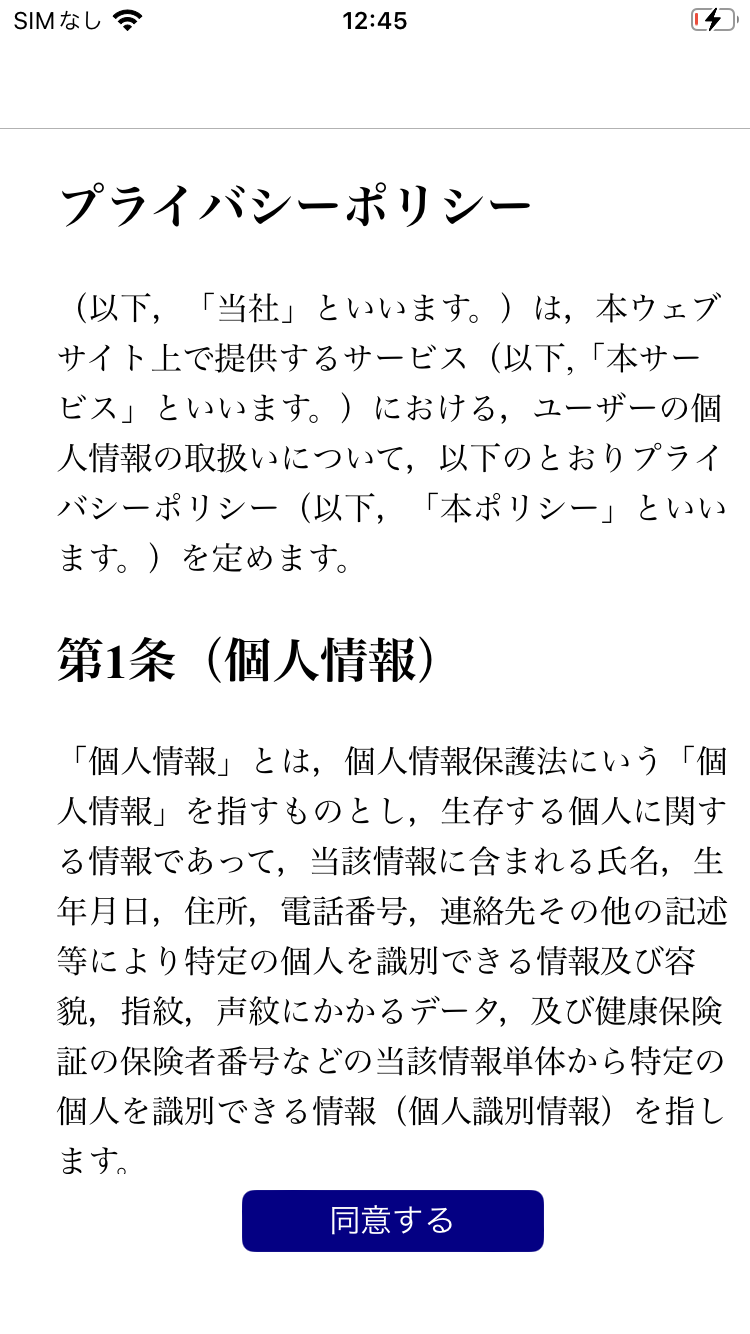 SIMなし
12:45
プライバシーポリシー
（以下，「当社」といいます。）は，本ウェブ
サイト上で提供するサービス（以下,「本サー
ビス」といいます。）における，ユーザーの個
人情報の取扱いについて，以下のとおりプライ
バシーポリシー（以下，「本ポリシー」といい
ます。）を定めます。
第1条（個人情報）
「個人情報」とは，個人情報保護法にいう「個
人情報」を指すものとし，生存する個人に関す
る情報であって，当該情報に含まれる氏名，生
年月日，住所，電話番号，連絡先その他の記述
等により特定の個人を識別できる情報及び容
貌，指紋，声紋にかかるデータ，及び健康保険
証の保険者番号などの当該情報単体から特定の
個人を識別できる情報（個人識別情報）を指し
ます。
同意する